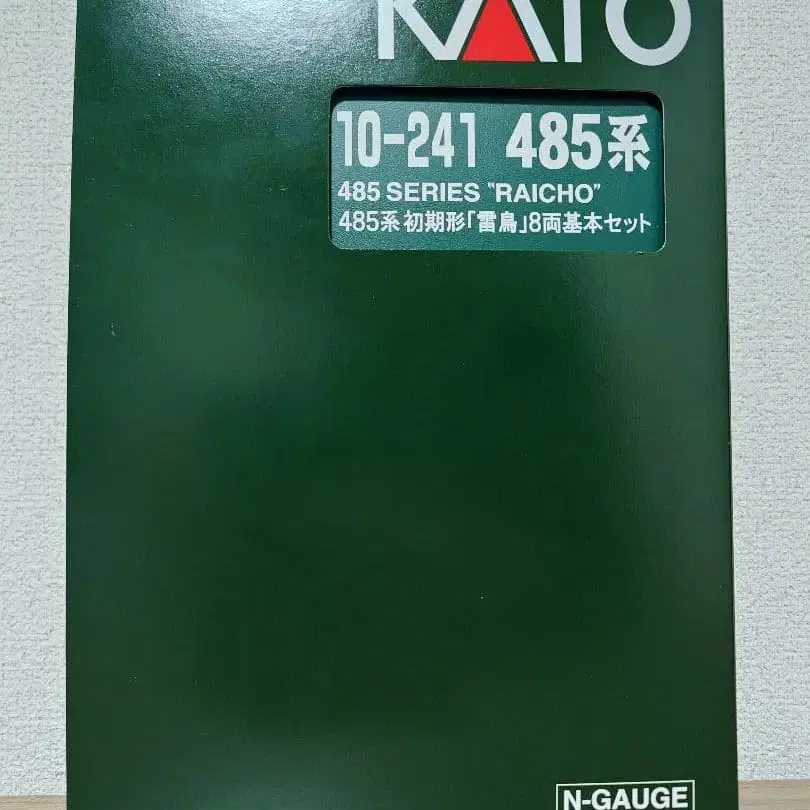 KATO
10-241 485系
485 SERIES "RAICHO"
485系 初期形「雷鳥」8両基本セット
N-GAUGE